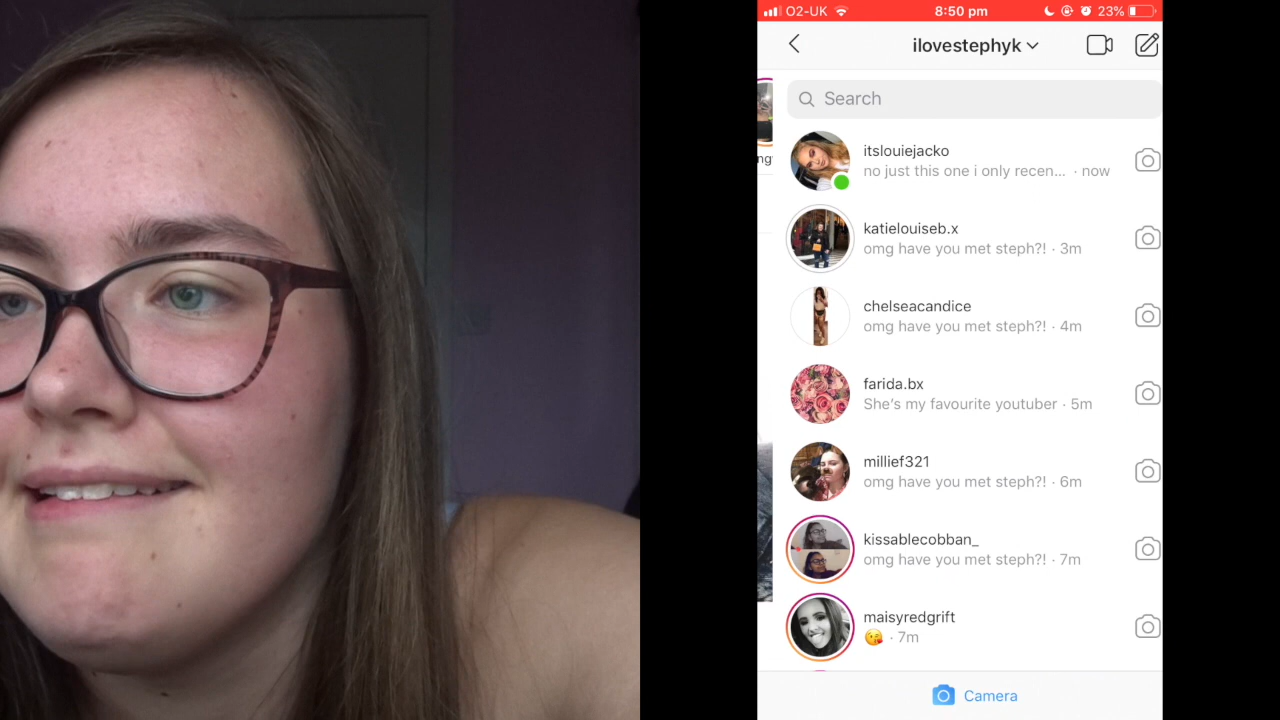 O2-UK 8:50 pm 23%
ilovestephyk
Search
ng
itslouiejacko
no just this one i only recen... · now
katielouiseb.x
omg have you met steph?! · 3m
chelseacandice
omg have you met steph?! · 4m
farida.bx
She's my favourite youtuber · 5m
millief321
omg have you met steph?! · 6m
kissablecobban_
omg have you met steph?! · 7m
maisyredgrift
😘 · 7m
Camera